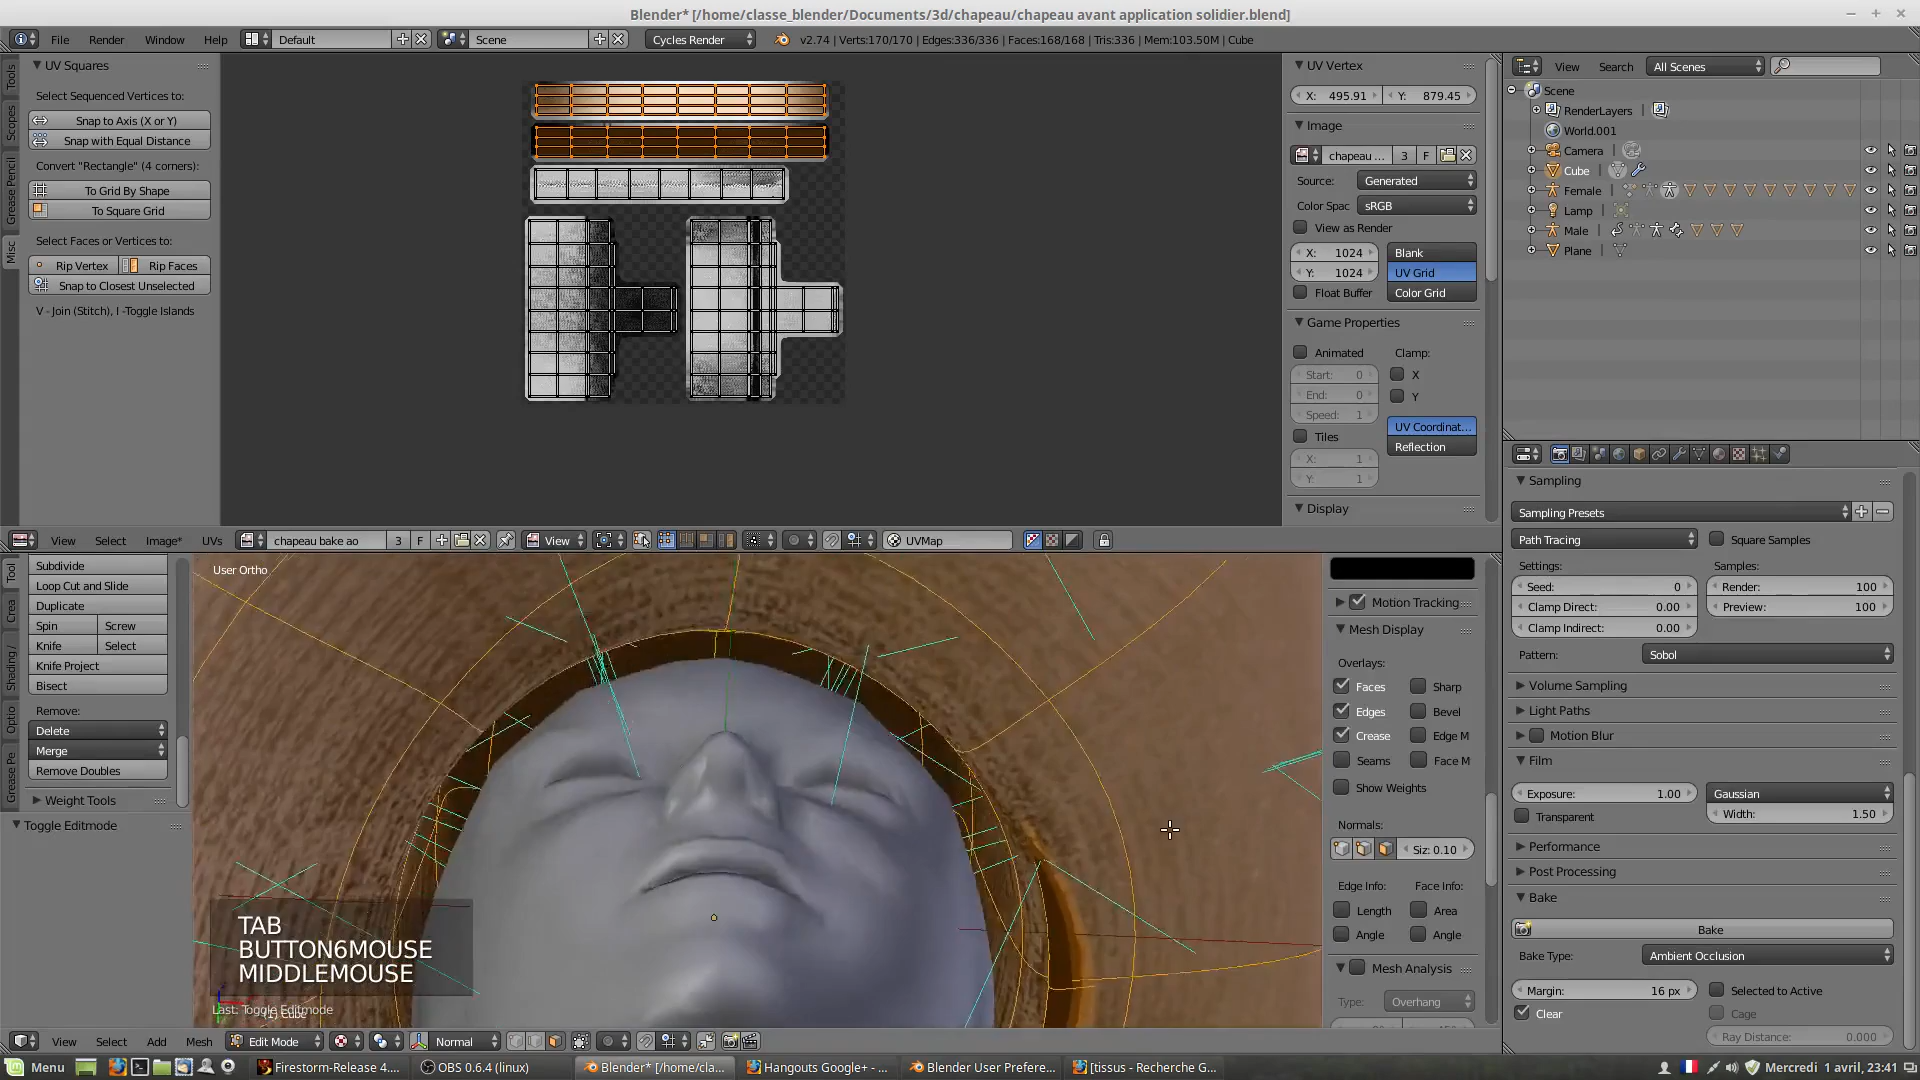 Blender* [/home/classe_blender/Documents/3d/chapeau/chapeau avant application solidier.blend]
File Render Window Help Default Scene Cycles Render v2.74 | Verts:170/170 | Edges:336/336 | Faces:168/168 | Tris:336 | Mem:103.50M | Cube
UV Squares
Select Sequenced Vertices to:
Snap to Axis (X or Y)
Snap with Equal Distance
Convert "Rectangle" (4 corners):
To Grid By Shape
To Square Grid
Select Faces or Vertices to:
Rip Vertex Rip Faces
Snap to Closest Unselected
V - Join (Stitch), I -Toggle Islands
Tools
Scopes
Grease Pencil
Misc
UV Vertex
X: 495.91 Y: 879.45
Image
chapeau ... 3 F
Source: Generated
Color Spac sRGB
View as Render
X: 1024 Blank
Y: 1024 UV Grid
Float Buffer Color Grid
Game Properties
Animated Clamp:
Start: 0 X
End: 0 Y
Speed: 1
Tiles UV Coordinat...
X: 1 Reflection
Y: 1
Display
View Search All Scenes
Scene
RenderLayers
World.001
Camera
Cube
Female
Lamp
Male
Plane
View Select Image* UVs chapeau bake ao 3 F View UVMap
Subdivide
Loop Cut and Slide
Duplicate
Spin Screw
Knife Select
Knife Project
Bisect
Remove:
Delete
Merge
Remove Doubles
Weight Tools
Toggle Editmode
Tool
Crea
Shading /
Optio
Grease Pe
User Ortho
TAB
BUTTON6MOUSE
MIDDLEMOUSE
Last: Toggle Editmode
(1) Cube
Motion Tracking
Mesh Display
Overlays:
Faces Sharp
Edges Bevel
Crease Edge M
Seams Face M
Show Weights
Normals:
Siz: 0.10
Edge Info: Face Info:
Length Area
Angle Angle
Mesh Analysis
Type: Overhang
Sampling
Sampling Presets
Path Tracing Square Samples
Settings: Samples:
Seed: 0 Render: 100
Clamp Direct: 0.00 Preview: 100
Clamp Indirect: 0.00
Pattern: Sobol
Volume Sampling
Light Paths
Motion Blur
Film
Exposure: 1.00 Gaussian
Transparent Width: 1.50
Performance
Post Processing
Bake
Bake
Bake Type: Ambient Occlusion
Margin: 16 px Selected to Active
Clear Cage
Ray Distance: 0.000
View Select Add Mesh Edit Mode Normal
Menu Firestorm-Release 4.... OBS 0.6.4 (linux) Blender* [/home/cla... Hangouts Google+ - ... Blender User Prefere... [tissus - Recherche G... Mercredi 1 avril, 23:41